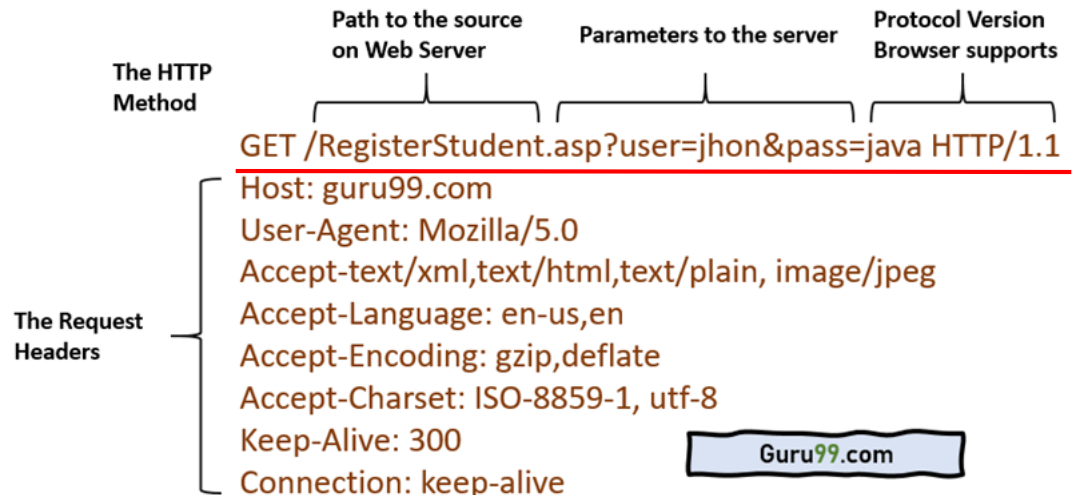 Path to the source
on Web Server
Parameters to the server
Protocol Version
Browser supports
The HTTP
Method
GET /RegisterStudent.asp?user=jhon&pass=java HTTP/1.1
Host: guru99.com
User-Agent: Mozilla/5.0
Accept-text/xml,text/html,text/plain, image/jpeg
Accept-Language: en-us,en
Accept-Encoding: gzip,deflate
Accept-Charset: ISO-8859-1, utf-8
Keep-Alive: 300
Connection: keep-alive
The Request
Headers
Guru99.com